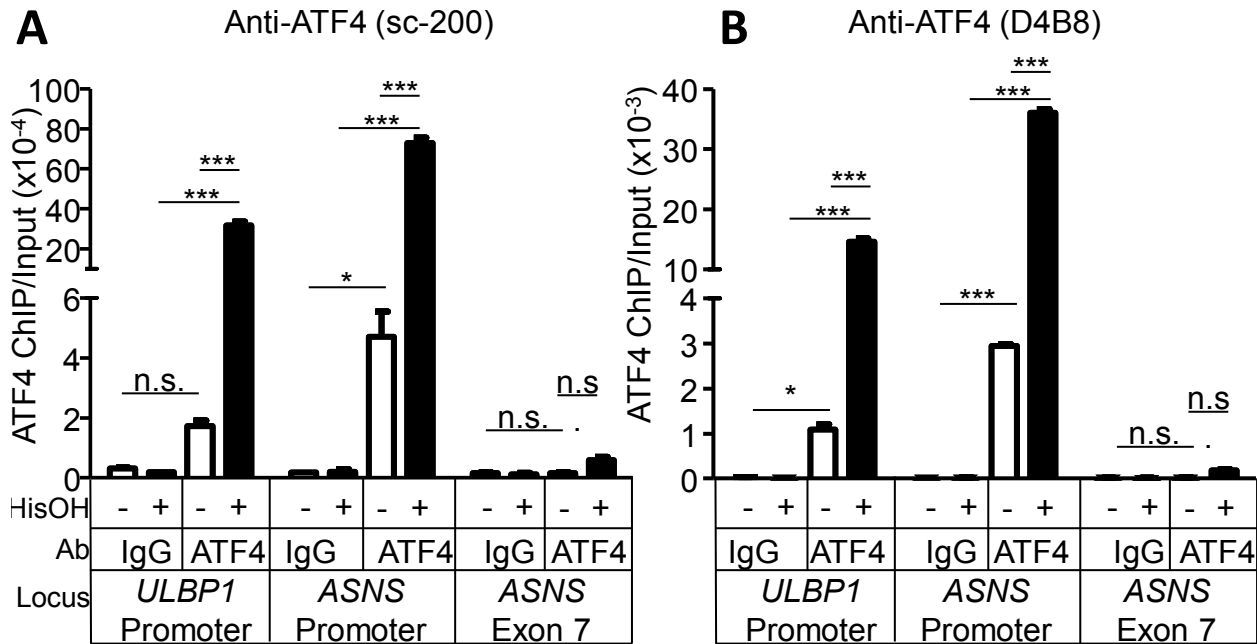 A
Anti-ATF4 (sc-200)
ATF4 ChIP/Input (x10-4)
100
80
60
40
20
6
4
2
0
n.s.
***
***
*
***
***
n.s.
n.s
.
HisOH - + - + - + - + - + - +
Ab IgG ATF4 IgG ATF4 IgG ATF4
Locus ULBP1 ASNS ASNS
Promoter Promoter Exon 7
B
Anti-ATF4 (D4B8)
ATF4 ChIP/Input (x10-3)
40
30
20
10
4
3
2
1
0
*
***
***
***
***
***
n.s.
n.s
.
- + - + - + - + - + - +
IgG ATF4 IgG ATF4 IgG ATF4
ULBP1 ASNS ASNS
Promoter Promoter Exon 7